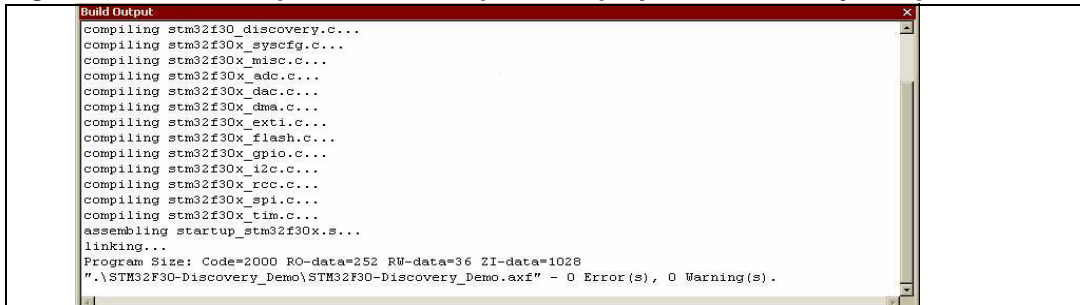 Build Output
compiling stm32f30_discovery.c...
compiling stm32f30x_syscfg.c...
compiling stm32f30x_misc.c...
compiling stm32f30x_adc.c...
compiling stm32f30x_dac.c...
compiling stm32f30x_dma.c...
compiling stm32f30x_exti.c...
compiling stm32f30x_flash.c...
compiling stm32f30x_gpio.c...
compiling stm32f30x_i2c.c...
compiling stm32f30x_rcc.c...
compiling stm32f30x_spi.c...
compiling stm32f30x_tim.c...
assembling startup_stm32f30x.s...
linking...
Program Size: Code=2000 RO-data=252 RW-data=36 ZI-data=1028
".\STM32F30-Discovery_Demo\STM32F30-Discovery_Demo.axf" - 0 Error(s), 0 Warning(s).